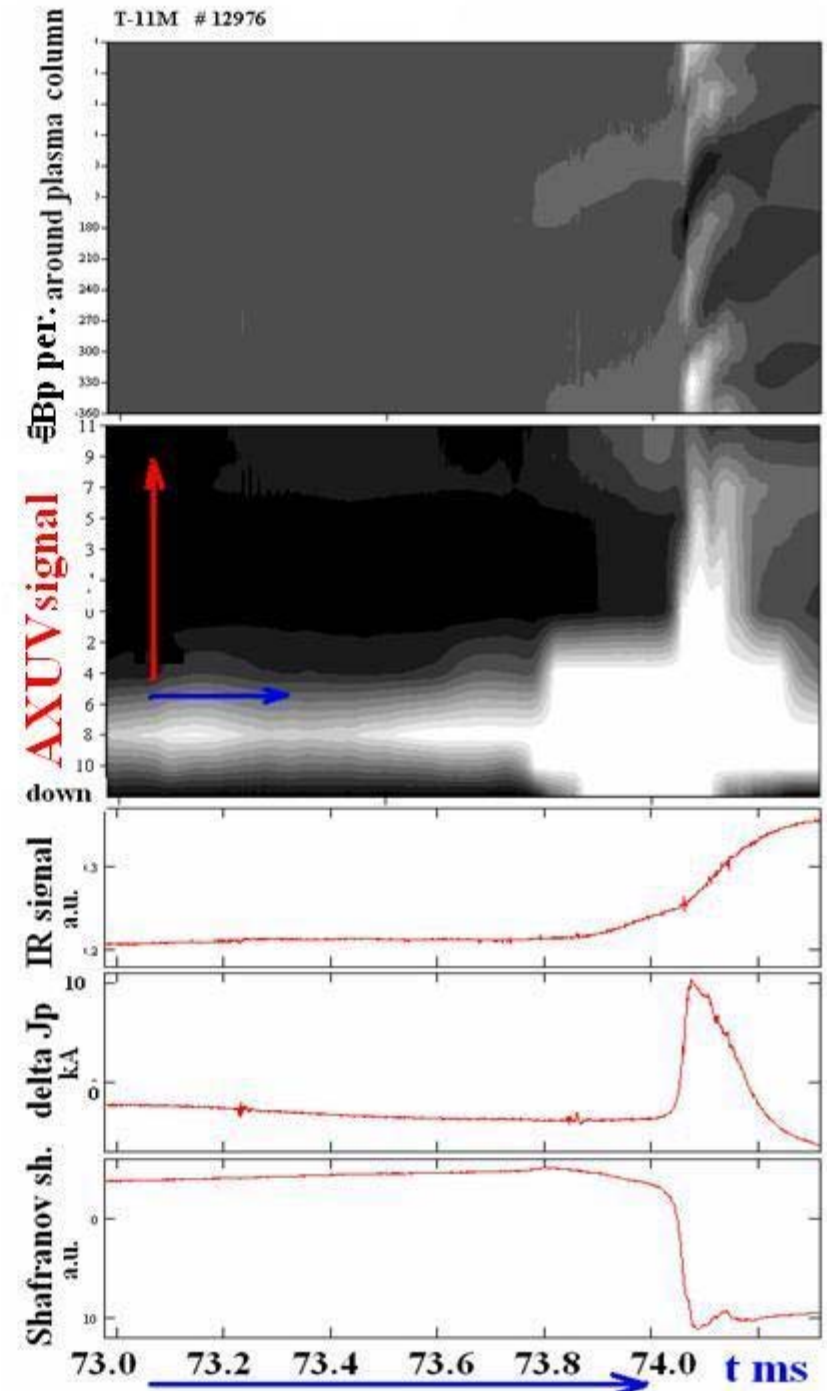 T-11M # 12976
Bp per. around plasma column
180
210
240
270
300
330
360
AXUV signal
11
9
7
5
3
0
2
4
6
8
10
down
IR signal
a.u.
delta Jp
kA
10
0
Shafranov sh.
a.u.
0
10
73.0 73.2 73.4 73.6 73.8 74.0 t ms